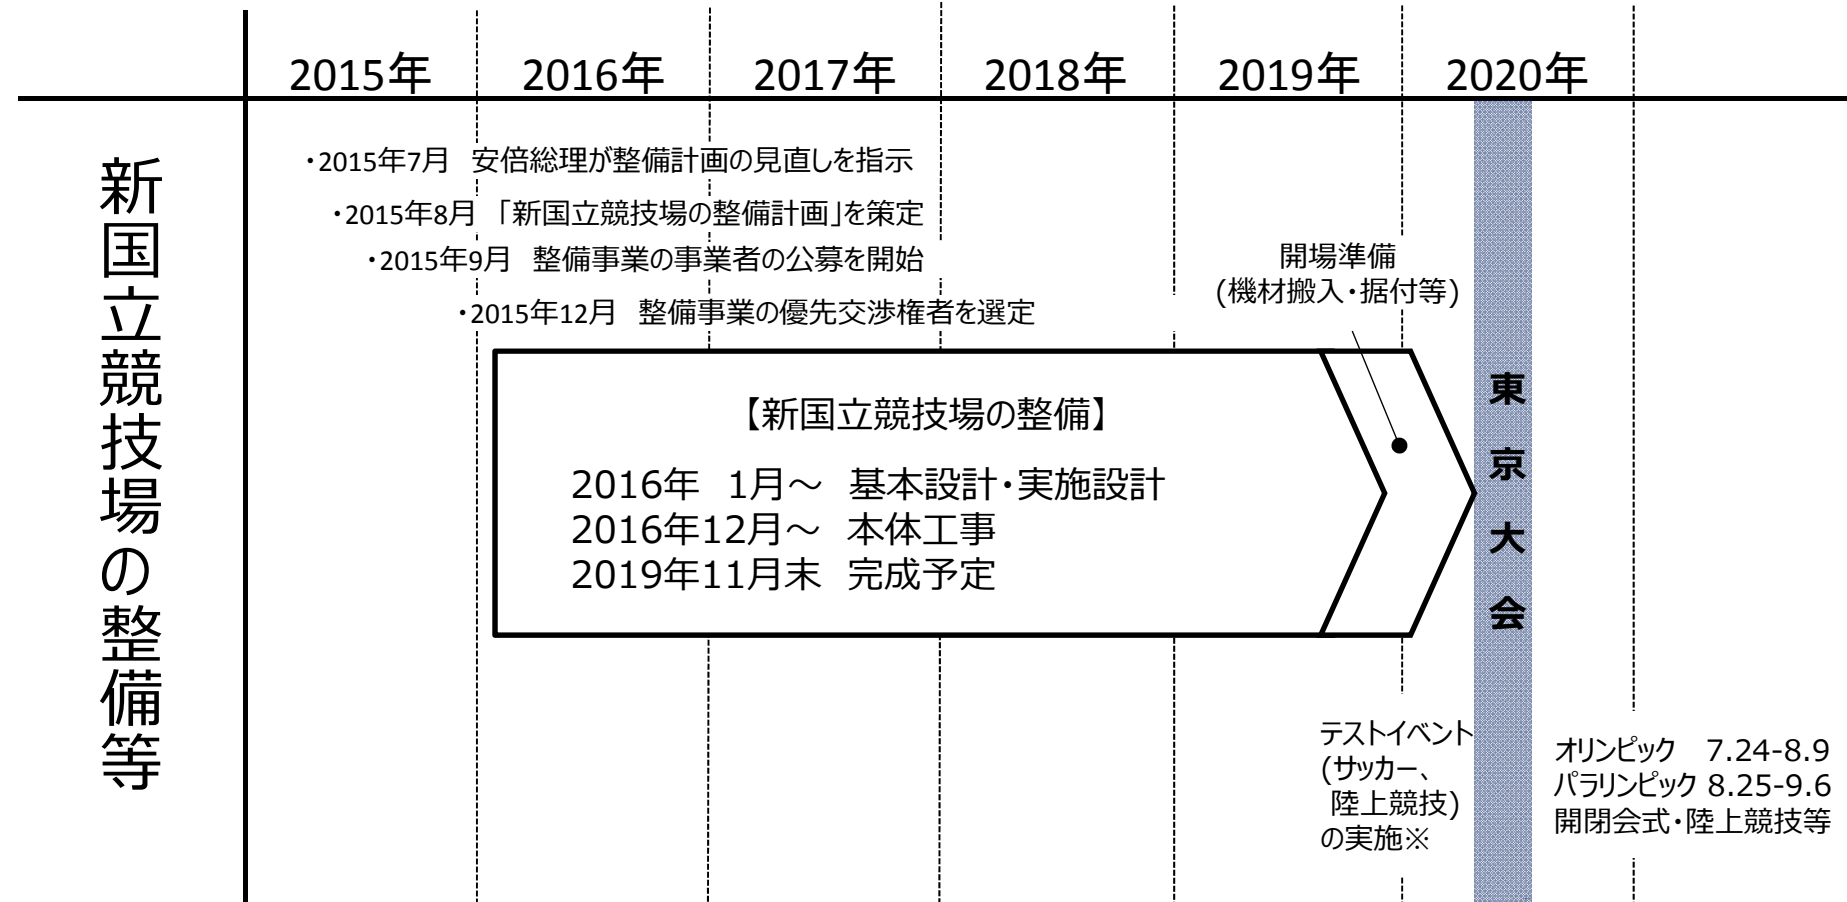 2015年 2016年 2017年 2018年 2019年 2020年
新国立競技場の整備等
・2015年7月 安倍総理が整備計画の見直しを指示
・2015年8月 「新国立競技場の整備計画」を策定
・2015年9月 整備事業の事業者の公募を開始
・2015年12月 整備事業の優先交渉権者を選定
開場準備
(機材搬入・据付等)
【新国立競技場の整備】
2016年 1月～ 基本設計・実施設計
2016年12月～ 本体工事
2019年11月末 完成予定
東京大会
テストイベント
(サッカー、
陸上競技)
の実施※
オリンピック 7.24-8.9
パラリンピック 8.25-9.6
開閉会式・陸上競技等